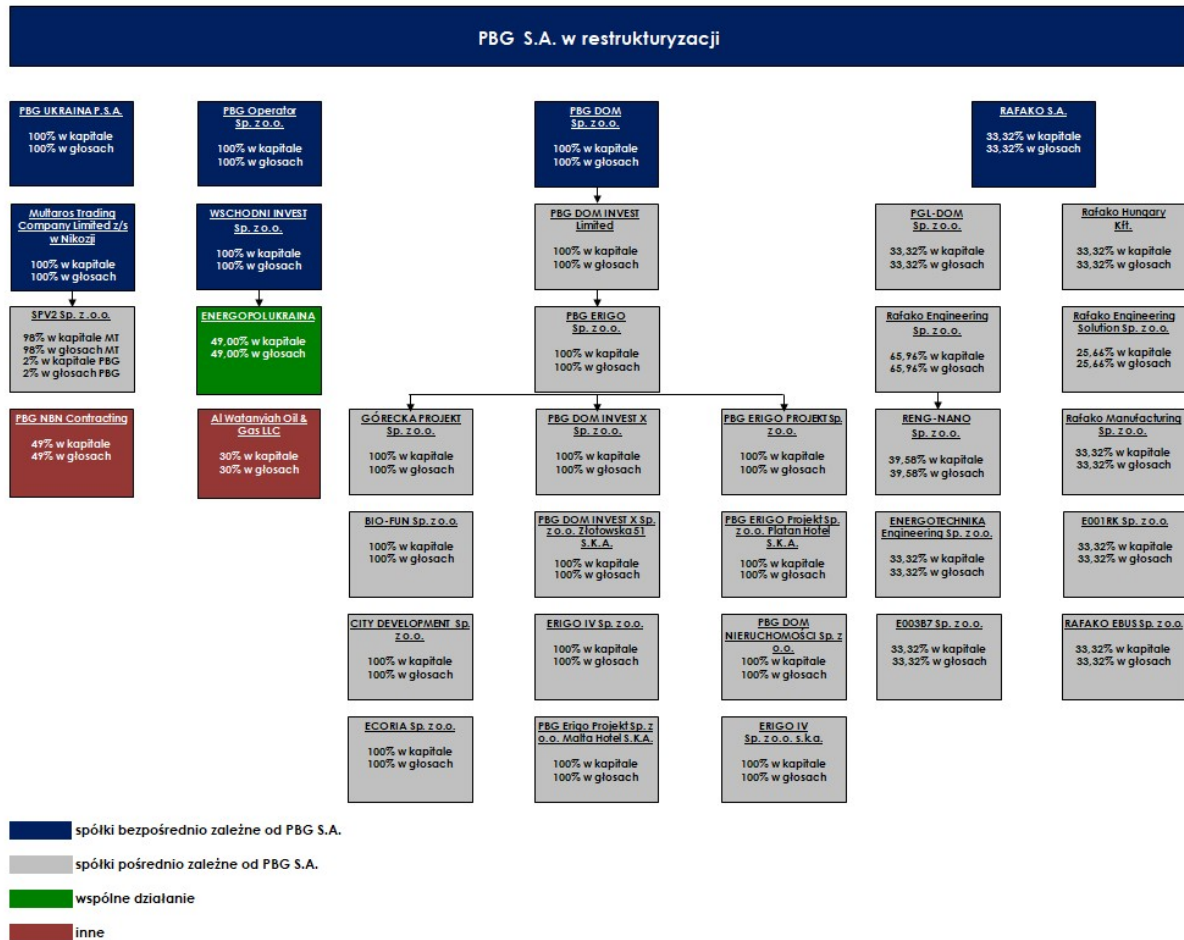 PBG S.A. w restrukturyzacji
PBG UKRAINA P.S.A.
100% w kapitale
100% w głosach
PBG Operator
Sp. z o.o.
100% w kapitale
100% w głosach
PBG DOM
Sp. z o.o.
100% w kapitale
100% w głosach
RAFAKO S.A.
33,32% w kapitale
33,32% w głosach
Multaros Trading
Company Limited z/s
w Nikozji
100% w kapitale
100% w głosach
WSCHODNI INVEST
Sp. z o.o.
100% w kapitale
100% w głosach
PBG DOM INVEST
Limited
100% w kapitale
100% w głosach
PGL-DOM
Sp. z o.o.
33,32% w kapitale
33,32% w głosach
Rafako Hungary
Kft.
33,32% w kapitale
33,32% w głosach
SPV2 Sp. z. o.o.
98% w kapitale MT
98% w głosach MT
2% w kapitale PBG
2% w głosach PBG
ENERGOPOL UKRAINA
49,00% w kapitale
49,00% w głosach
PBG ERIGO
Sp. z o.o.
100% w kapitale
100% w głosach
Rafako Engineering
Sp. z o.o.
65,96% w kapitale
65,96% w głosach
Rafako Engineering
Solution Sp. z o.o.
25,66% w kapitale
25,66% w głosach
PBG NBN Contracting
49% w kapitale
49% w głosach
Al Watanyiah Oil &
Gas LLC
30% w kapitale
30% w głosach
GÓRECKA PROJEKT
Sp. z o.o.
100% w kapitale
100% w głosach
PBG DOM INVEST X
Sp. z o.o.
100% w kapitale
100% w głosach
PBG ERIGO PROJEKT Sp.
z o.o.
100% w kapitale
100% w głosach
RENG-NANO
Sp. z o.o.
39,58% w kapitale
39,58% w głosach
Rafako Manufacturing
Sp. z o.o.
33,32% w kapitale
33,32% w głosach
BIO-FUN Sp. z o.o.
100% w kapitale
100% w głosach
PBG DOM INVEST X Sp.
z o.o. Złotowska 51
S.K.A.
100% w kapitale
100% w głosach
PBG ERIGO Projekt Sp.
z o.o. Platan Hotel
S.K.A.
100% w kapitale
100% w głosach
ENERGOTECHNIKA
Engineering Sp. z o.o.
33,32% w kapitale
33,32% w głosach
E001RK Sp. z o.o.
33,32% w kapitale
33,32% w głosach
CITY DEVELOPMENT Sp.
z o.o.
100% w kapitale
100% w głosach
ERIGO IV Sp. z o.o.
100% w kapitale
100% w głosach
PBG DOM
NIERUCHOMOŚCI Sp. z
o.o.
100% w kapitale
100% w głosach
E003B7 Sp. z o.o.
33,32% w kapitale
33,32% w głosach
RAFAKO EBUS Sp. z o.o.
33,32% w kapitale
33,32% w głosach
ECORIA Sp. z o.o.
100% w kapitale
100% w głosach
PBG Erigo Projekt Sp. z
o.o. Malta Hotel S.K.A.
100% w kapitale
100% w głosach
ERIGO IV
Sp. z o.o. s.k.a.
100% w kapitale
100% w głosach
spółki bezpośrednio zależne od PBG S.A.
spółki pośrednio zależne od PBG S.A.
wspólne działanie
inne